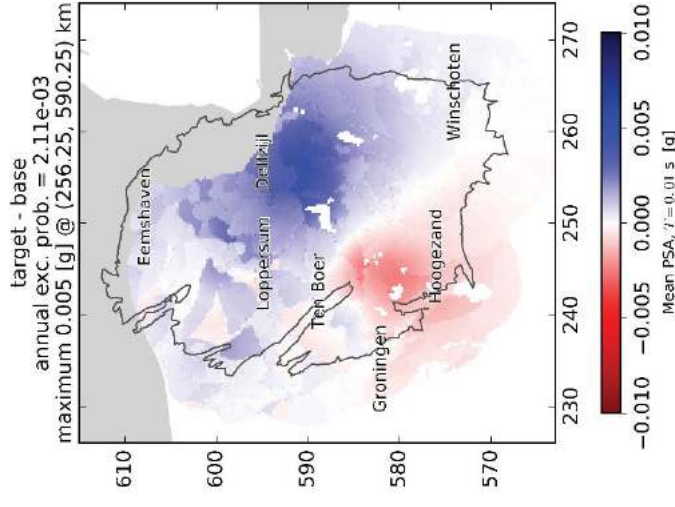 target - base
annual exc. prob. = 2.11e-03
maximum 0.005 [g] @ (256.25, 590.25) km
610
600
590
580
570
Eemshaven
Loppersum
Delfzijl
Ten Boer
Groningen
Hoogezand
Winschoten
230
240
250
260
270
−0.010
−0.005
0.000
0.005
0.010
Mean PSA, T = 0.01 s [g]